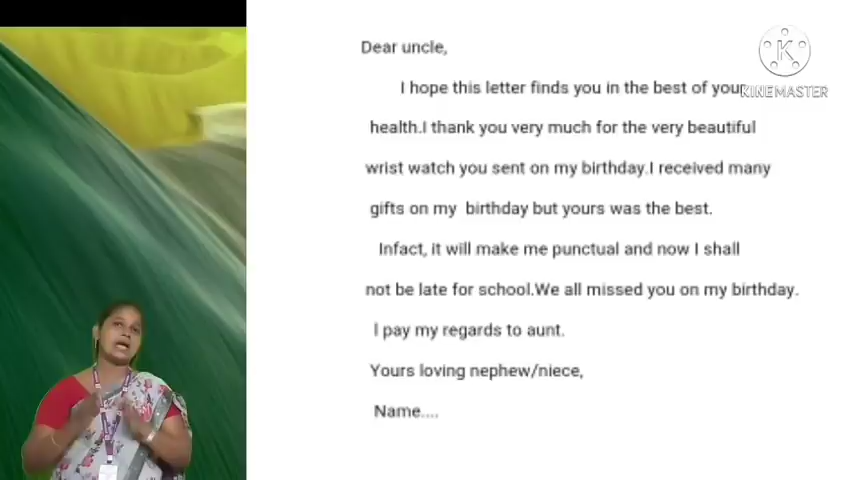 Dear uncle,
I hope this letter finds you in the best of your
health.I thank you very much for the very beautiful
wrist watch you sent on my birthday.I received many
gifts on my birthday but yours was the best.
Infact, it will make me punctual and now I shall
not be late for school.We all missed you on my birthday.
I pay my regards to aunt.
Yours loving nephew/niece,
Name....
K
KINEMASTER